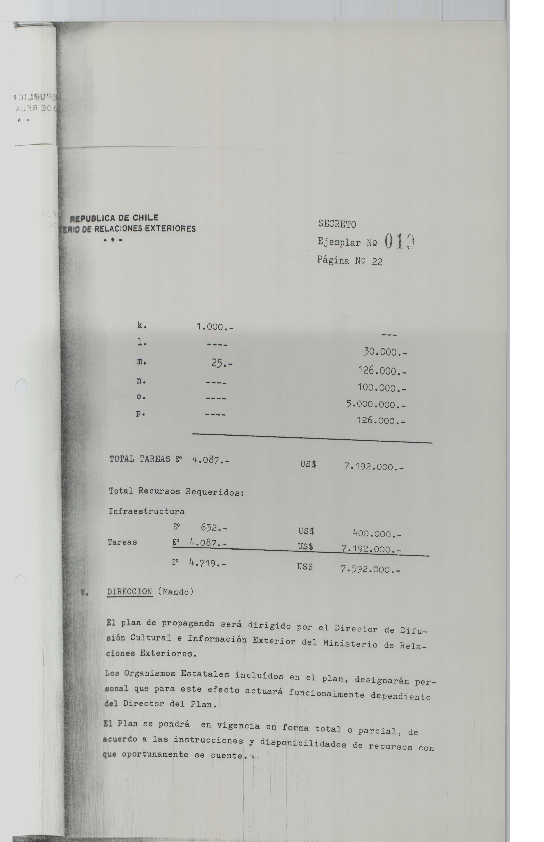 REPUBLICA DE CHILE
ERIO DE RELACIONES EXTERIORES
* * *
SECRETO
Ejemplar Nº 013
Página Nº 22
k. 1.000.- ---
l. ---- 30.000.-
m. 25.- 126.000.-
n. ---- 100.000.-
o. ---- 5.000.000.-
p. ---- 126.000.-
TOTAL TAREAS Eº 4.087.- US$ 7.192.000.-
Total Recursos Requeridos:
Infraestructura
Eº 632.- US$ 400.000.-
Tareas Eº 4.087.- US$ 7.192.000.-
Eº 4.719.- US$ 7.592.000.-
V. DIRECCION (Mando)
El plan de propaganda será dirigido por el Director de Difu-
sión Cultural e Información Exterior del Ministerio de Rela-
ciones Exteriores.
Los Organismos Estatales incluídos en el plan, designarán per-
sonal que para este efecto actuará funcionalmente dependiente
del Director del Plan.
El Plan se pondrá en vigencia en forma total o parcial, de
acuerdo a las instrucciones y disponibilidados de recursos con
que oportunamente se cuente.-